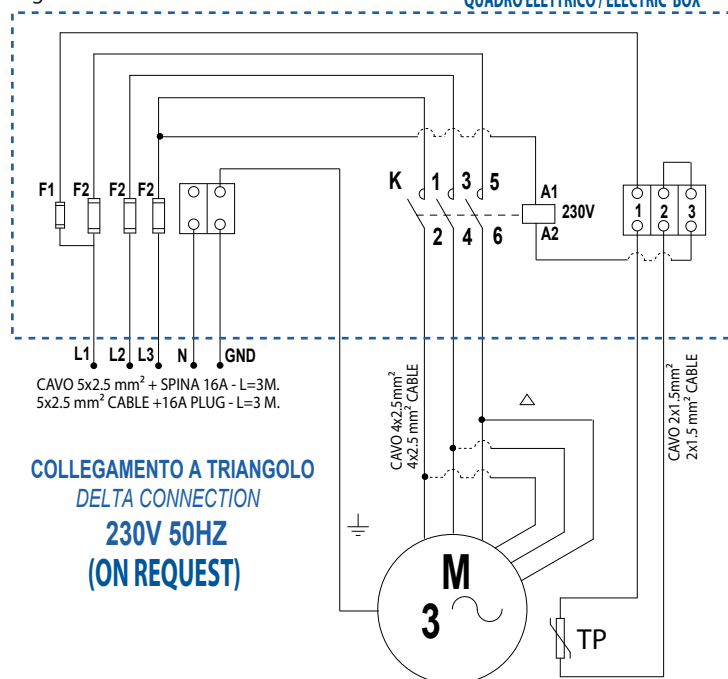 QUADRO ELETTRICO / ELECTRIC BOX
F1 F2 F2 F2
K 1 3 5
A1
230V
A2
2 4 6
1 2 3
L1 L2 L3 N GND
CAVO 5x2.5 mm² + SPINA 16A - L=3M.
5x2.5 mm² CABLE +16A PLUG - L=3 M.
CAVO 4x2.5mm²
4x2.5 mm² CABLE
CAVO 2x1.5mm²
2x1.5 mm² CABLE
COLLEGAMENTO A TRIANGOLO
DELTA CONNECTION
230V 50HZ
(ON REQUEST)
M
3
TP